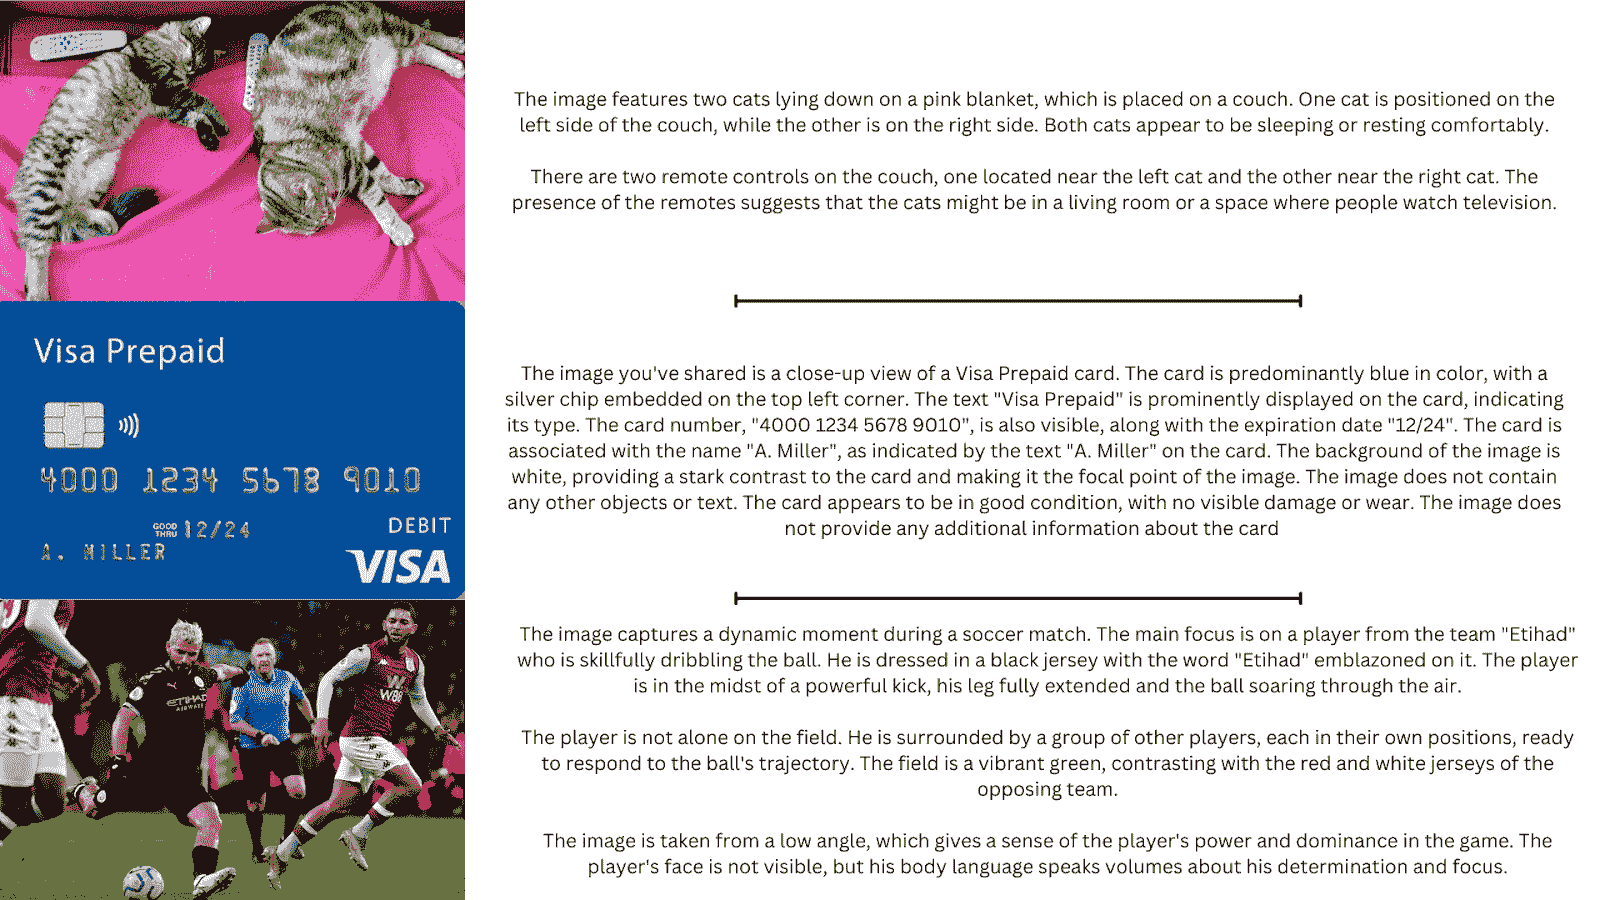 The image features two cats lying down on a pink blanket, which is placed on a couch. One cat is positioned on the
left side of the couch, while the other is on the right side. Both cats appear to be sleeping or resting comfortably.
There are two remote controls on the couch, one located near the left cat and the other near the right cat. The
presence of the remotes suggests that the cats might be in a living room or a space where people watch television.
Visa Prepaid
4000 1234 5678 9010
GOOD THRU 12/24
DEBIT
A. MILLER
VISA
The image you've shared is a close-up view of a Visa Prepaid card. The card is predominantly blue in color, with a
silver chip embedded on the top left corner. The text "Visa Prepaid" is prominently displayed on the card, indicating
its type. The card number, "4000 1234 5678 9010", is also visible, along with the expiration date "12/24". The card is
associated with the name "A. Miller", as indicated by the text "A. Miller" on the card. The background of the image is
white, providing a stark contrast to the card and making it the focal point of the image. The image does not contain
any other objects or text. The card appears to be in good condition, with no visible damage or wear. The image does
not provide any additional information about the card
ETIHAD
AIRWAYS
W88
The image captures a dynamic moment during a soccer match. The main focus is on a player from the team "Etihad"
who is skillfully dribbling the ball. He is dressed in a black jersey with the word "Etihad" emblazoned on it. The player
is in the midst of a powerful kick, his leg fully extended and the ball soaring through the air.
The player is not alone on the field. He is surrounded by a group of other players, each in their own positions, ready
to respond to the ball's trajectory. The field is a vibrant green, contrasting with the red and white jerseys of the
opposing team.
The image is taken from a low angle, which gives a sense of the player's power and dominance in the game. The
player's face is not visible, but his body language speaks volumes about his determination and focus.